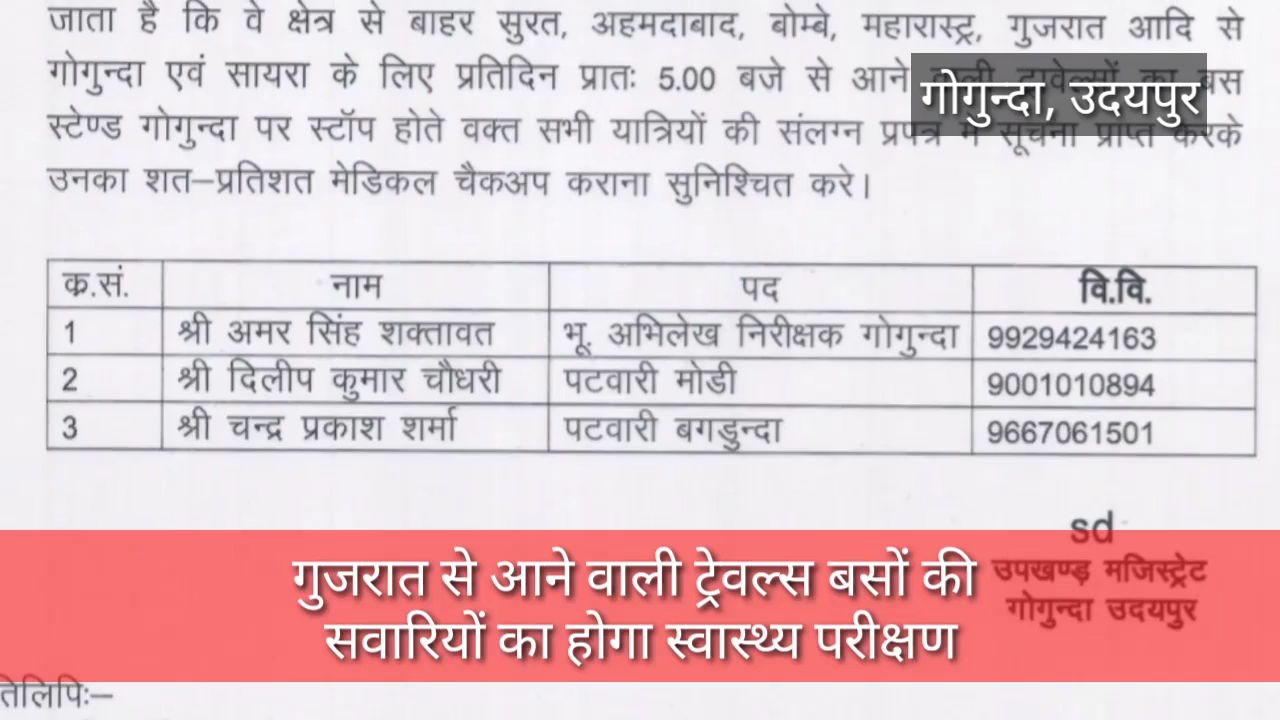 जाता है कि वे क्षेत्र से बाहर सुरत, अहमदाबाद, बोम्बे, महारास्ट्र, गुजरात आदि से
गोगुन्दा एवं सायरा के लिए प्रतिदिन प्रातः 5.00 बजे से आने वाली ट्रावेल्सों का बस
गोगुन्दा, उदयपुर
स्टेण्ड गोगुन्दा पर स्टॉप होते वक्त सभी यात्रियों की संलग्न प्रपत्र में सूचना प्राप्त करके
उनका शत–प्रतिशत मेडिकल चैकअप कराना सुनिश्चित करे।
क्र.सं. नाम पद वि.वि.
1 श्री अमर सिंह शक्तावत भू. अभिलेख निरीक्षक गोगुन्दा 9929424163
2 श्री दिलीप कुमार चौधरी पटवारी मोडी 9001010894
3 श्री चन्द्र प्रकाश शर्मा पटवारी बगडुन्दा 9667061501
sd
उपखण्ड़ मजिस्ट्रेट
गोगुन्दा उदयपुर
गुजरात से आने वाली ट्रेवल्स बसों की
सवारियों का होगा स्वास्थ्य परीक्षण
तिलिपिः–